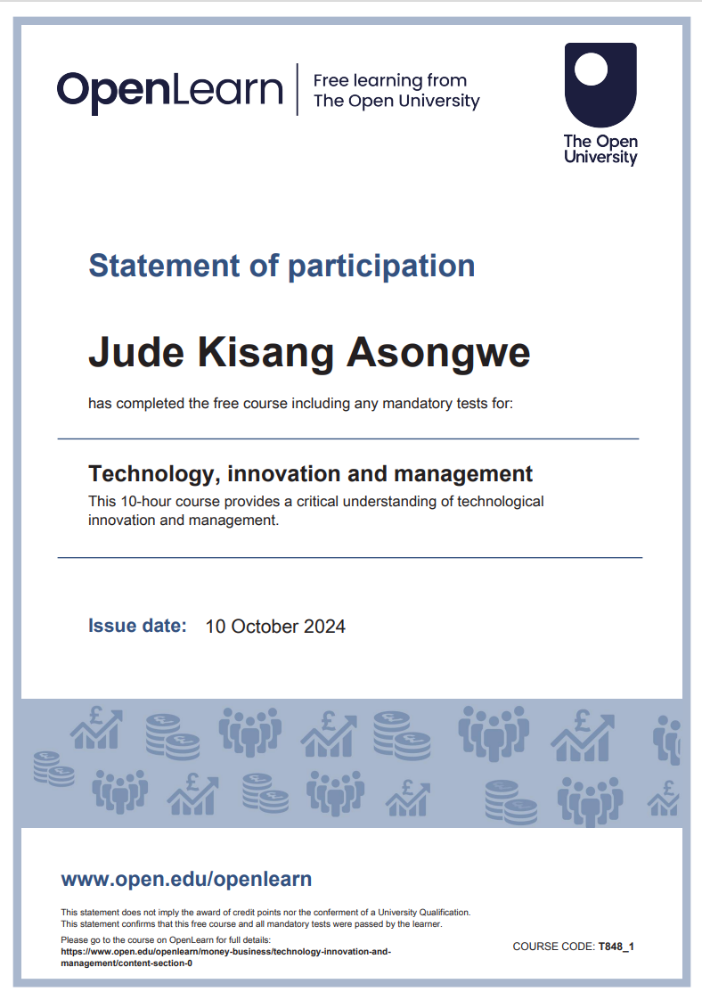 OpenLearn
Free learning from
The Open University
The Open
University
Statement of participation
Jude Kisang Asongwe
has completed the free course including any mandatory tests for:
Technology, innovation and management
This 10-hour course provides a critical understanding of technological
innovation and management.
Issue date: 10 October 2024
www.open.edu/openlearn
This statement does not imply the award of credit points nor the conferment of a University Qualification.
This statement confirms that this free course and all mandatory tests were passed by the learner.
Please go to the course on OpenLearn for full details:
https://www.open.edu/openlearn/money-business/technology-innovation-and-
management/content-section-0
COURSE CODE: T848_1